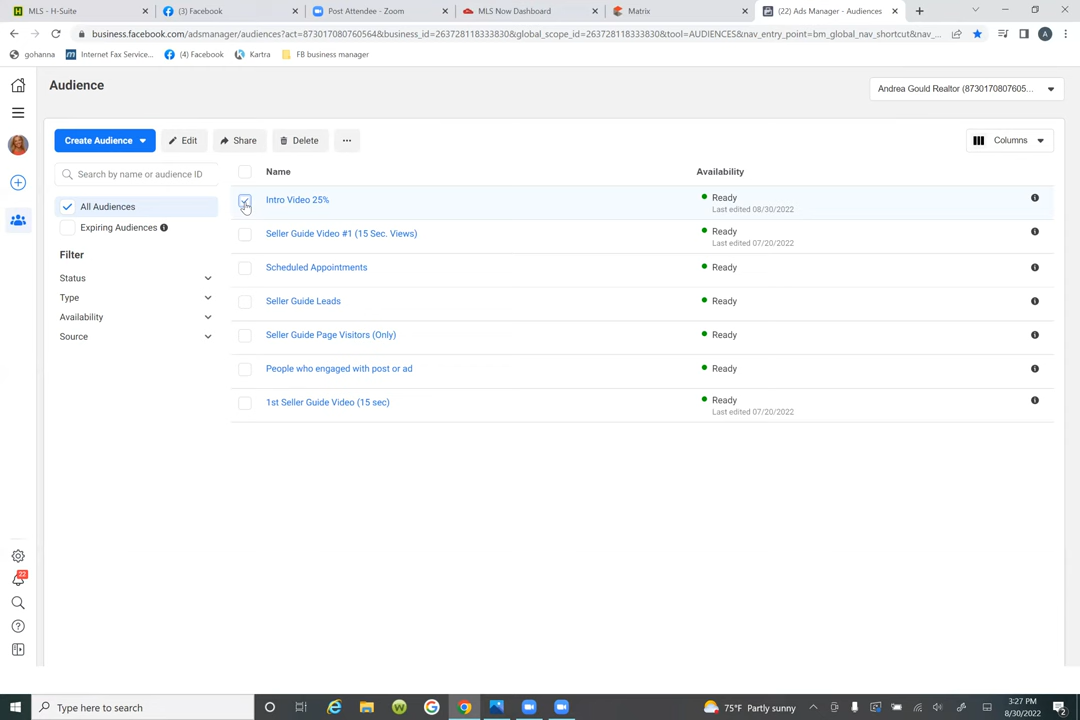 MLS - H-Suite
(3) Facebook
Post Attendee - Zoom
MLS Now Dashboard
Matrix
(22) Ads Manager - Audiences
business.facebook.com/adsmanager/audiences?act=873017080760564&business_id=263728118333830&global_scope_id=263728118333830&tool=AUDIENCES&nav_entry_point=bm_global_nav_shortcut&nav_...
gohanna
Internet Fax Service...
(4) Facebook
Kartra
FB business manager
Audience
Andrea Gould Realtor (8730170807605...
Create Audience
Edit
Share
Delete
Columns
Search by name or audience ID
Name
Availability
All Audiences
Expiring Audiences
Filter
Status
Type
Availability
Source
Intro Video 25%
Ready
Last edited 08/30/2022
Seller Guide Video #1 (15 Sec. Views)
Ready
Last edited 07/20/2022
Scheduled Appointments
Ready
Seller Guide Leads
Ready
Seller Guide Page Visitors (Only)
Ready
People who engaged with post or ad
Ready
1st Seller Guide Video (15 sec)
Ready
Last edited 07/20/2022
22
Type here to search
75°F Partly sunny
3:27 PM
8/30/2022
2